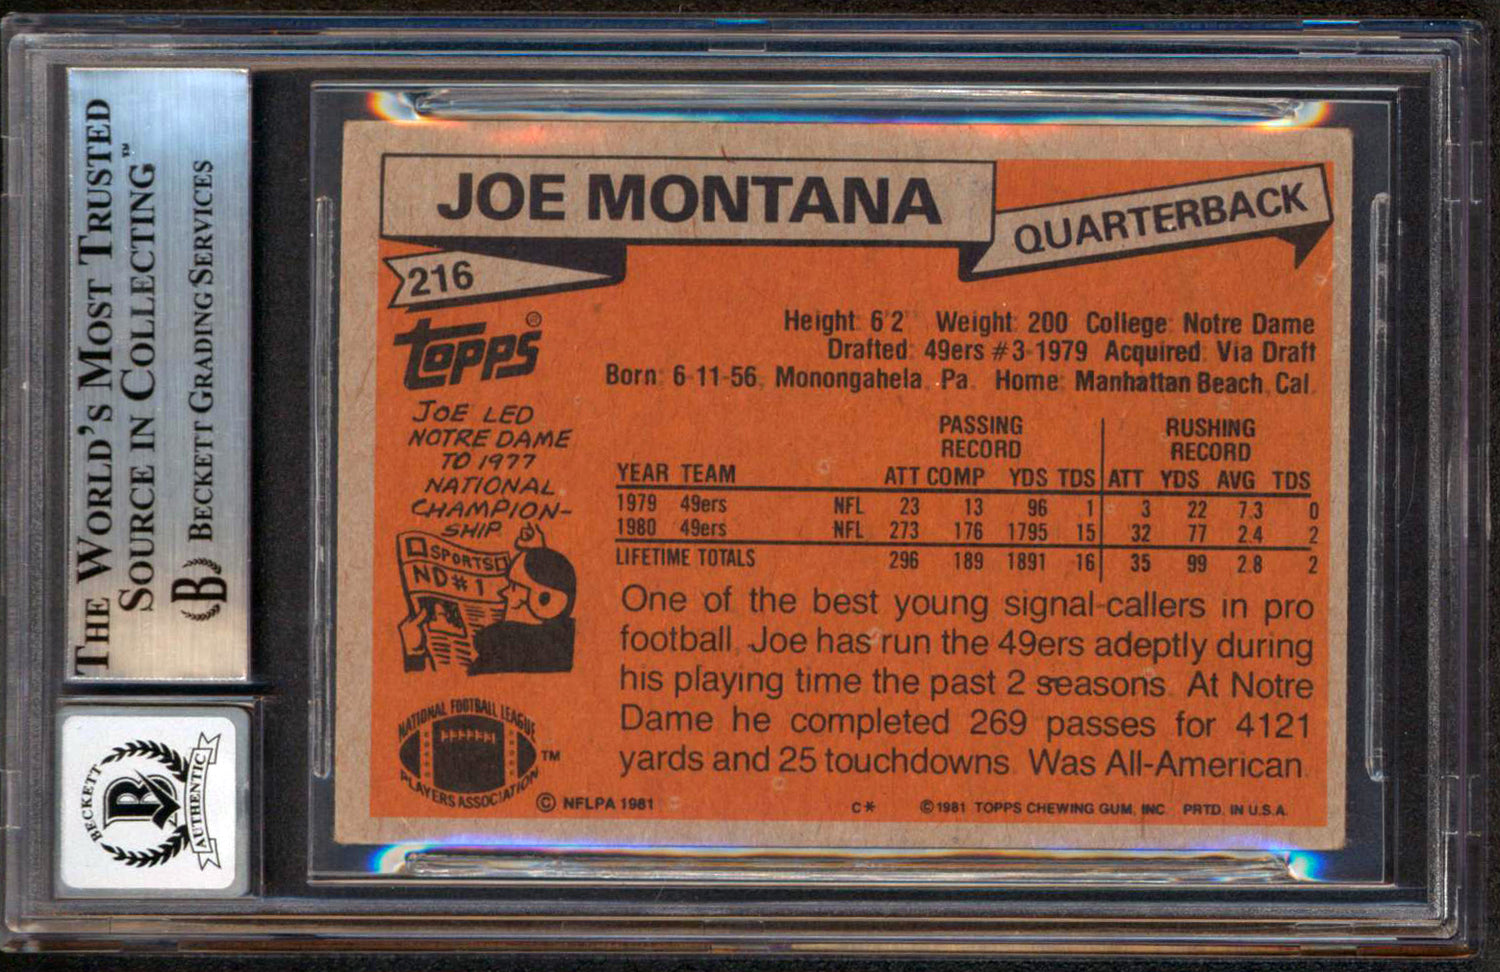 THE WORLD'S MOST TRUSTED
SOURCE IN COLLECTING™
B BECKETT GRADING SERVICES
BECKETT
B
AUTHENTIC
JOE MONTANA
QUARTERBACK
216
TOPPS®
Height: 6'2" Weight: 200 College: Notre Dame
Drafted: 49ers #3-1979 Acquired: Via Draft
Born: 6-11-56, Monongahela, Pa. Home: Manhattan Beach, Cal.
JOE LED
NOTRE DAME
TO 1977
NATIONAL
CHAMPION-
SHIP
SPORTS
ND#1
PASSING RECORD RUSHING RECORD
YEAR TEAM ATT COMP YDS TDS ATT YDS AVG TDS
1979 49ers NFL 23 13 96 1 3 22 7.3 0
1980 49ers NFL 273 176 1795 15 32 77 2.4 2
LIFETIME TOTALS 296 189 1891 16 35 99 2.8 2
One of the best young signal-callers in pro
football, Joe has run the 49ers adeptly during
his playing time the past 2 seasons. At Notre
Dame he completed 269 passes for 4121
yards and 25 touchdowns. Was All-American.
NATIONAL FOOTBALL LEAGUE
PLAYERS ASSOCIATION
™
© NFLPA 1981
C*
©1981 TOPPS CHEWING GUM, INC. PRTD. IN U.S.A.